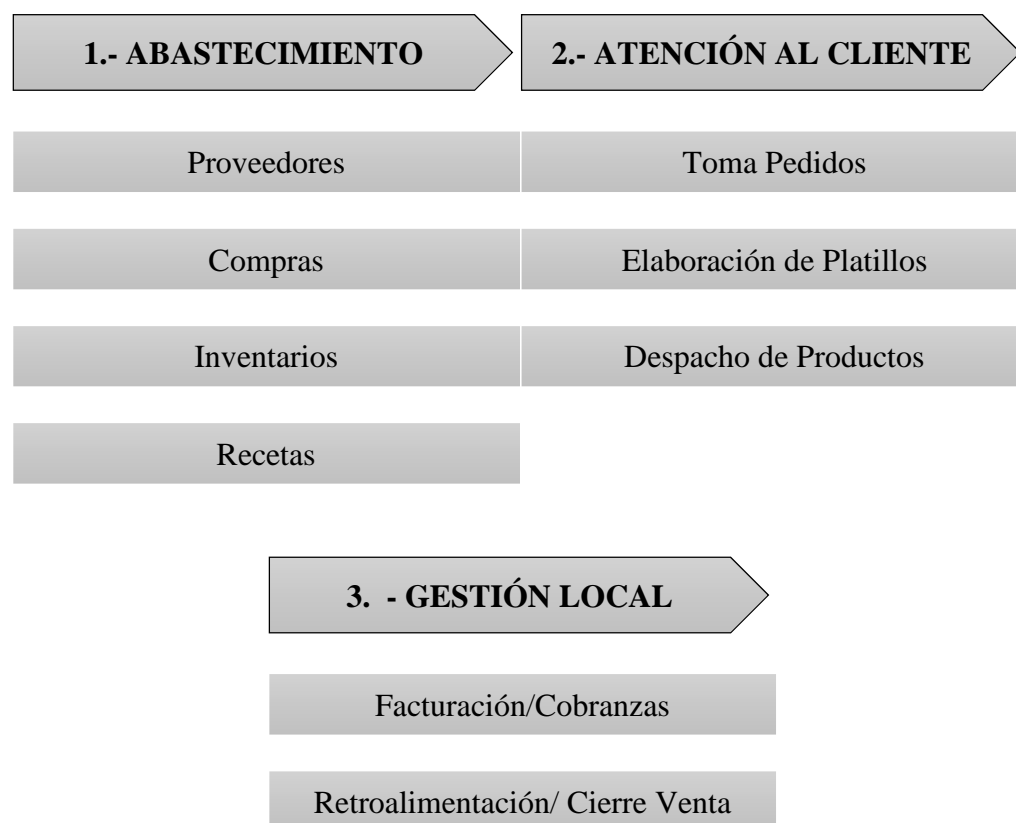 1.- ABASTECIMIENTO
Proveedores
Compras
Inventarios
Recetas
2.- ATENCIÓN AL CLIENTE
Toma Pedidos
Elaboración de Platillos
Despacho de Productos
3. - GESTIÓN LOCAL
Facturación/Cobranzas
Retroalimentación/ Cierre Venta